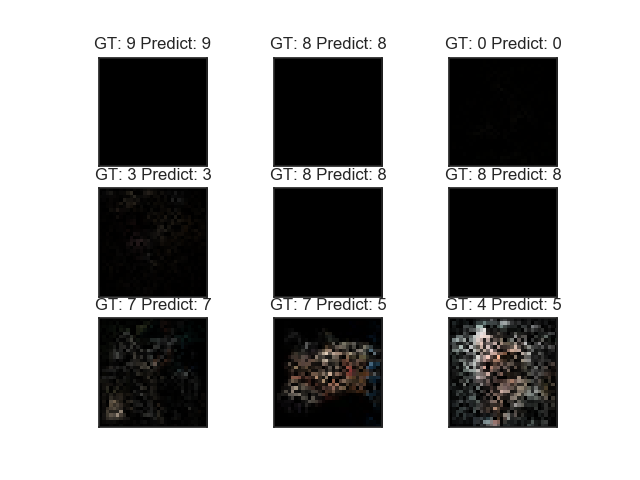 GT: 9 Predict: 9
GT: 8 Predict: 8
GT: 0 Predict: 0
GT: 3 Predict: 3
GT: 8 Predict: 8
GT: 8 Predict: 8
GT: 7 Predict: 7
GT: 7 Predict: 5
GT: 4 Predict: 5